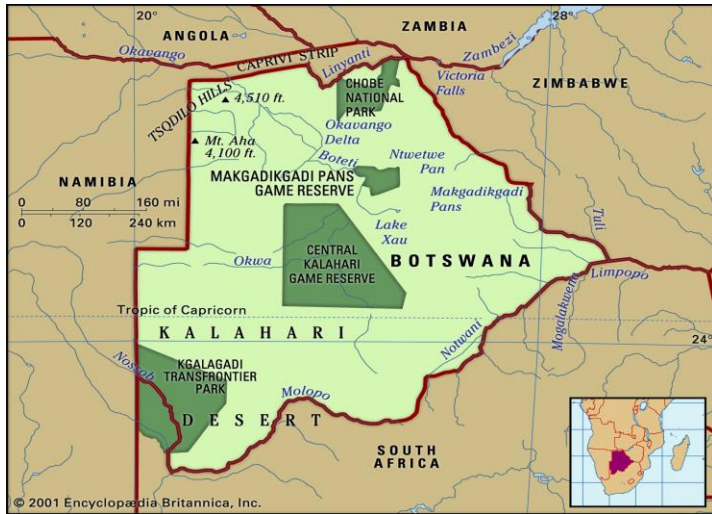 20°
28°
ANGOLA
ZAMBIA
Okavango
CAPRIVI STRIP
Linyanti
Zambezi
Victoria
Falls
ZIMBABWE
TSQDILO HILLS
4,510 ft.
CHOBE
NATIONAL
PARK
Okavango
Delta
Mt. Aha
4,100 ft.
Boteti
Ntwetwe
Pan
NAMIBIA
MAKGADIKGADI PANS
GAME RESERVE
Makgadikgadi
Pans
0 80 160 mi
0 120 240 km
Tuli
Lake
Xau
Okwa
CENTRAL
KALAHARI
GAME RESERVE
BOTSWANA
Limpopo
Mogalakwena
Tropic of Capricorn
KALAHARI
Notwani
24°
Nossob
KGALAGADI
TRANSFRONTIER
PARK
Molopo
DESERT
SOUTH
AFRICA
© 2001 Encyclopædia Britannica, Inc.